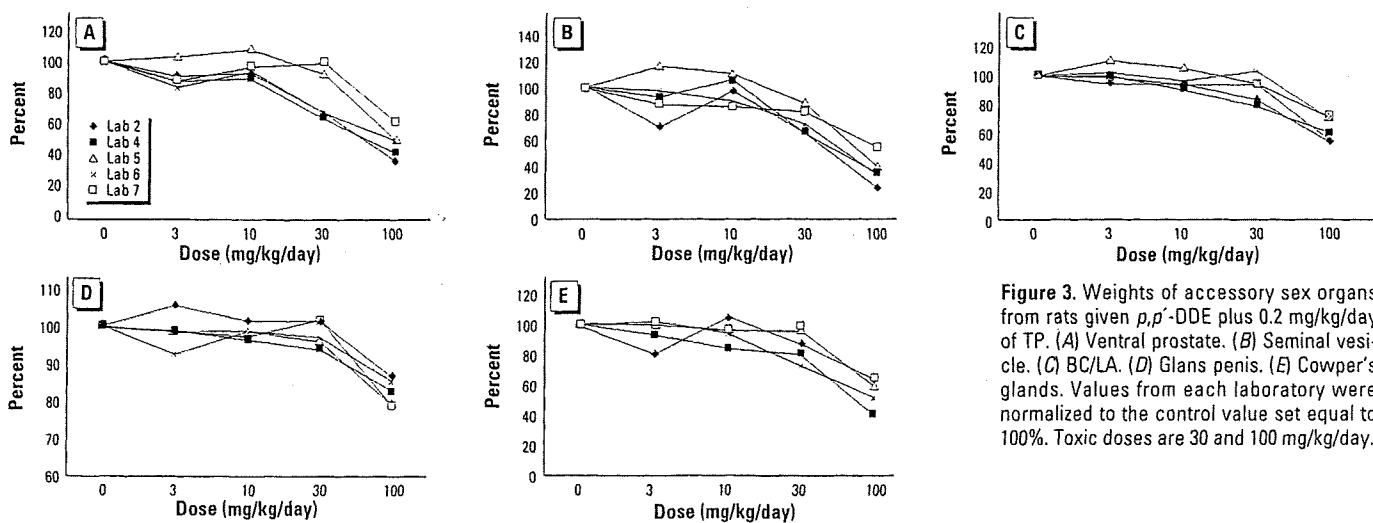 A
120
100
80
60
40
20
0
Percent
Lab 2
Lab 4
Lab 5
Lab 6
Lab 7
0 3 10 30 100
Dose (mg/kg/day)
B
140
120
100
80
60
40
20
0
Percent
0 3 10 30 100
Dose (mg/kg/day)
C
120
100
80
60
40
20
0
Percent
0 3 10 30 100
Dose (mg/kg/day)
D
110
100
90
80
70
60
Percent
0 3 10 30 100
Dose (mg/kg/day)
E
120
100
80
60
40
20
0
Percent
0 3 10 30 100
Dose (mg/kg/day)
Figure 3. Weights of accessory sex organs
from rats given p,p´-DDE plus 0.2 mg/kg/day
of TP. (A) Ventral prostate. (B) Seminal vesi-
cle. (C) BC/LA. (D) Glans penis. (E) Cowper's
glands. Values from each laboratory were
normalized to the control value set equal to
100%. Toxic doses are 30 and 100 mg/kg/day.